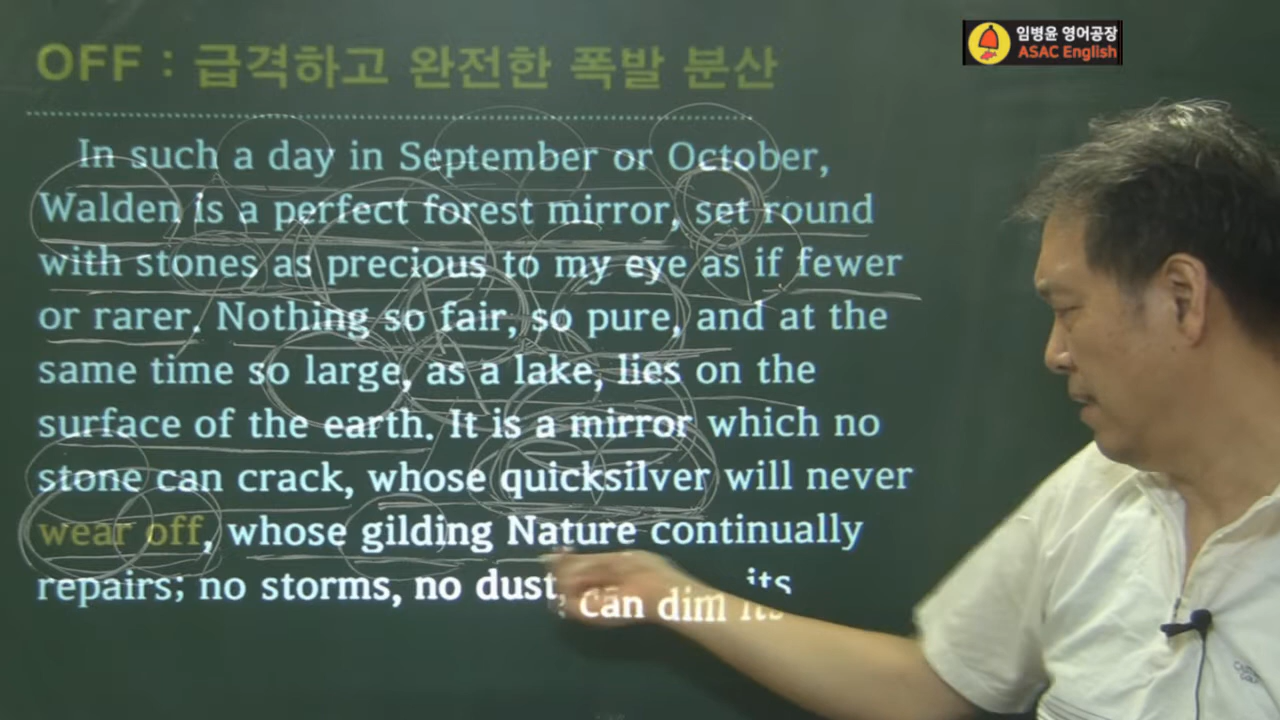 임병윤 영어공장
ASAC English
OFF : 급격하고 완전한 폭발 분산
In such a day in September or October,
Walden is a perfect forest mirror, set round
with stones as precious to my eye as if fewer
or rarer. Nothing so fair, so pure, and at the
same time so large, as a lake, lies on the
surface of the earth. It is a mirror which no
stone can crack, whose quicksilver will never
wear off, whose gilding Nature continually
repairs; no storms, no dust, can dim its